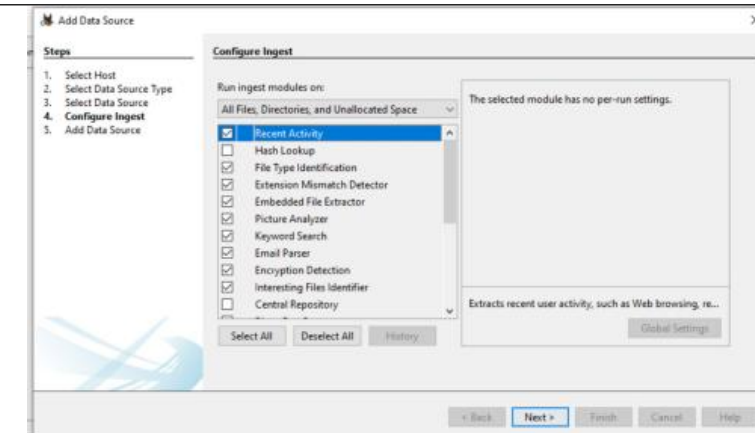 Add Data Source
Steps
1. Select Host
2. Select Data Source Type
3. Select Data Source
4. Configure Ingest
5. Add Data Source
Configure Ingest
Run ingest modules on:
All Files, Directories, and Unallocated Space
Recent Activity
Hash Lookup
File Type Identification
Extension Mismatch Detector
Embedded File Extractor
Picture Analyzer
Keyword Search
Email Parser
Encryption Detection
Interesting Files Identifier
Central Repository
Select All Deselect All History
The selected module has no per-run settings.
Extracts recent user activity, such as Web browsing, re...
Global Settings
< Back Next > Finish Cancel Help